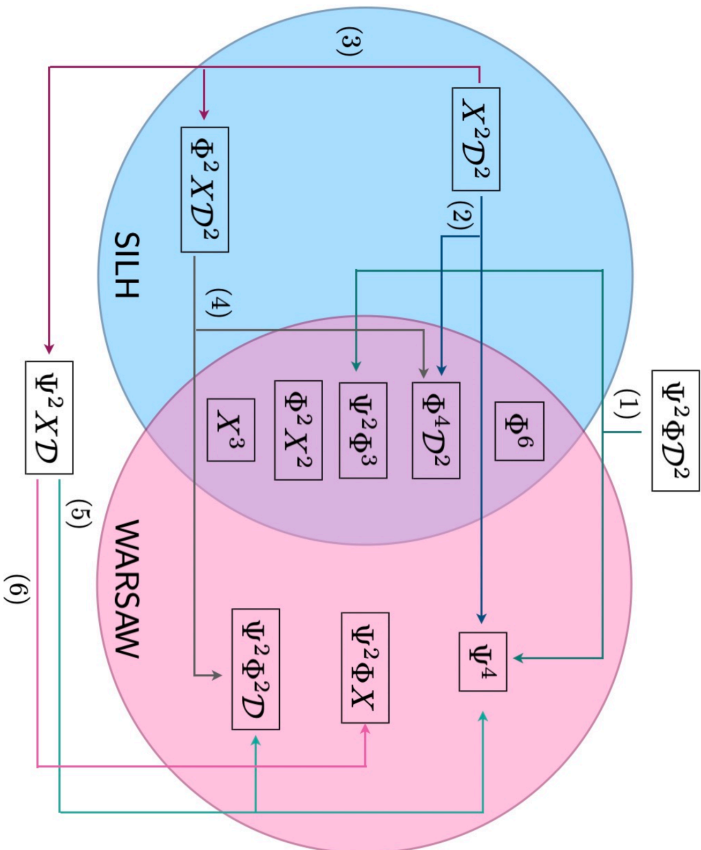 Ψ²Φ𝒟²
(1)
Φ⁶
X²𝒟²
Ψ⁴
(2)
Φ⁴𝒟²
(3)
Ψ²Φ³
Ψ²ΦX
Φ²X²
Ψ²Φ²𝒟
X³
(4)
Φ²X𝒟²
SILH
WARSAW
(5)
Ψ²X𝒟
(6)